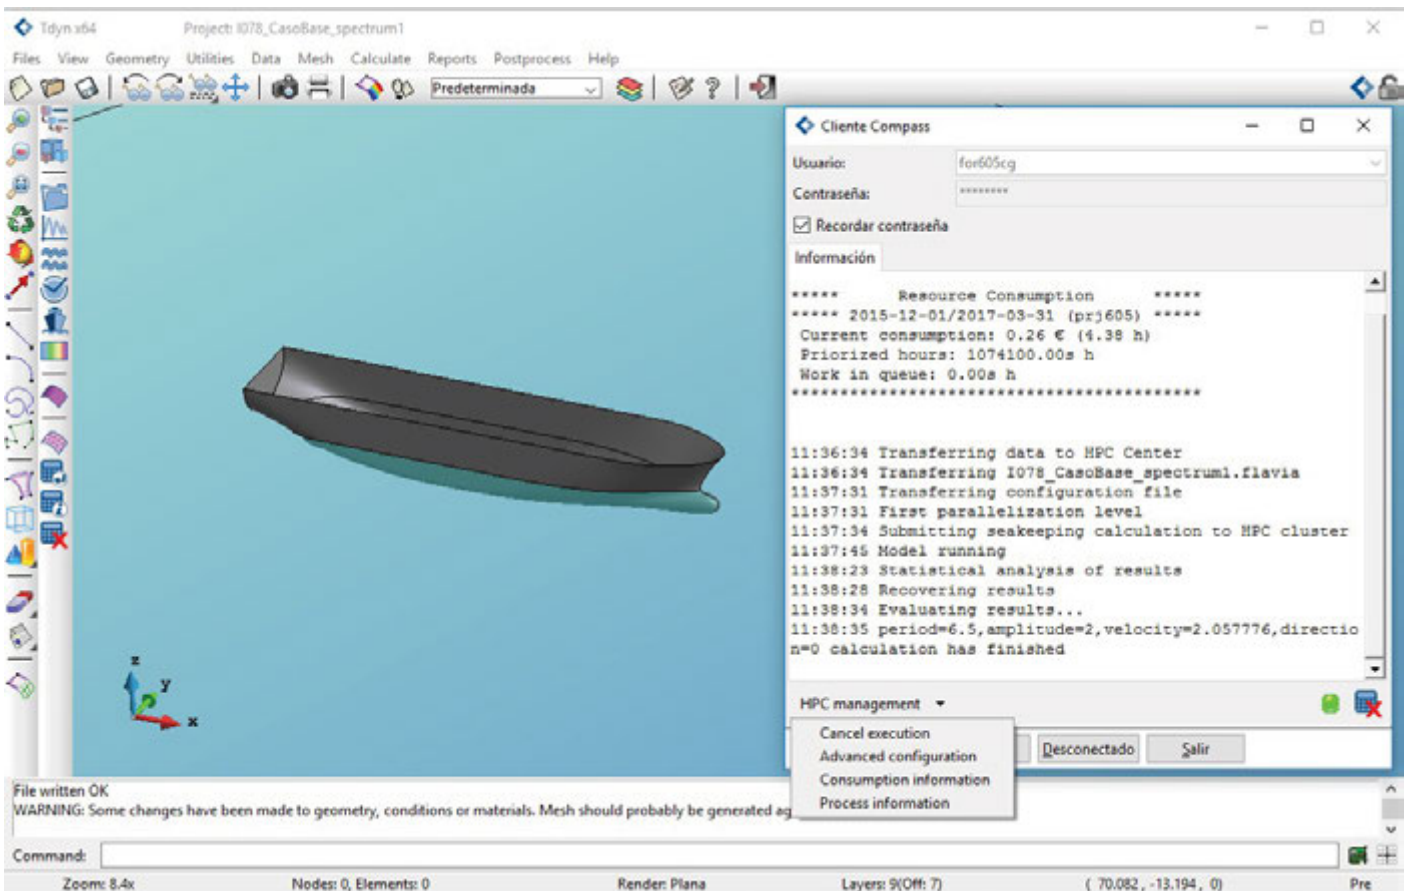 Tdyn x64 Project: I078_CasoBase_spectrum1
Files View Geometry Utilities Data Mesh Calculate Reports Postprocess Help
Predeterminada
Cliente Compass
Usuario: for605cg
Contraseña: ********
Recordar contraseña
Información
***** Resource Consumption *****
***** 2015-12-01/2017-03-31 (prj605) *****
Current consumption: 0.26 € (4.38 h)
Priorized hours: 1074100.00s h
Work in queue: 0.00s h
******************************************
11:36:34 Transferring data to HPC Center
11:36:34 Transferring I078_CasoBase_spectrum1.flavia
11:37:31 Transferring configuration file
11:37:31 First parallelization level
11:37:34 Submitting seakeeping calculation to HPC cluster
11:37:45 Model running
11:38:23 Statistical analysis of results
11:38:28 Recovering results
11:38:34 Evaluating results...
11:38:35 period=6.5,amplitude=2,velocity=2.057776,directio
n=0 calculation has finished
HPC management
Cancel execution
Advanced configuration
Consumption information
Process information
Desconectado Salir
z
y
x
File written OK
WARNING: Some changes have been made to geometry, conditions or materials. Mesh should probably be generated ag
Command:
Zoom: 8.4x Nodes: 0, Elements: 0 Render: Plana Layers: 9(Off: 7) ( 70.082 , -13.194 , 0) Pre